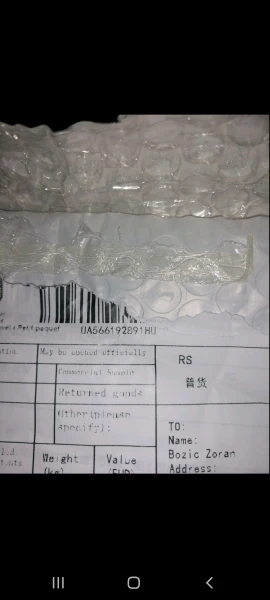 Petit paquet UA566192891HU
May be opened officially
RS
Commercial Sample
普货
Returned goods
Other(please
specify):
TO:
Name:
Weight
Value
Bozic Zoran
(kg)
(EUR)
Address: